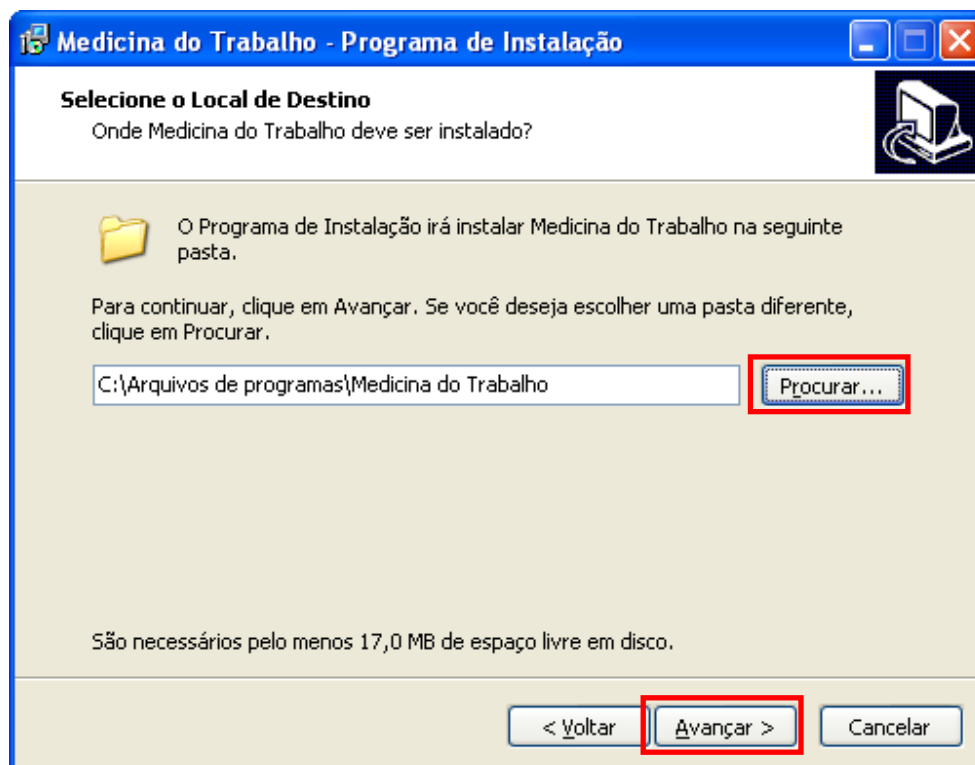 Medicina do Trabalho - Programa de Instalação
Selecione o Local de Destino
Onde Medicina do Trabalho deve ser instalado?
O Programa de Instalação irá instalar Medicina do Trabalho na seguinte
pasta.
Para continuar, clique em Avançar. Se você deseja escolher uma pasta diferente,
clique em Procurar.
C:\Arquivos de programas\Medicina do Trabalho
Procurar...
São necessários pelo menos 17,0 MB de espaço livre em disco.
< Voltar
Avançar >
Cancelar